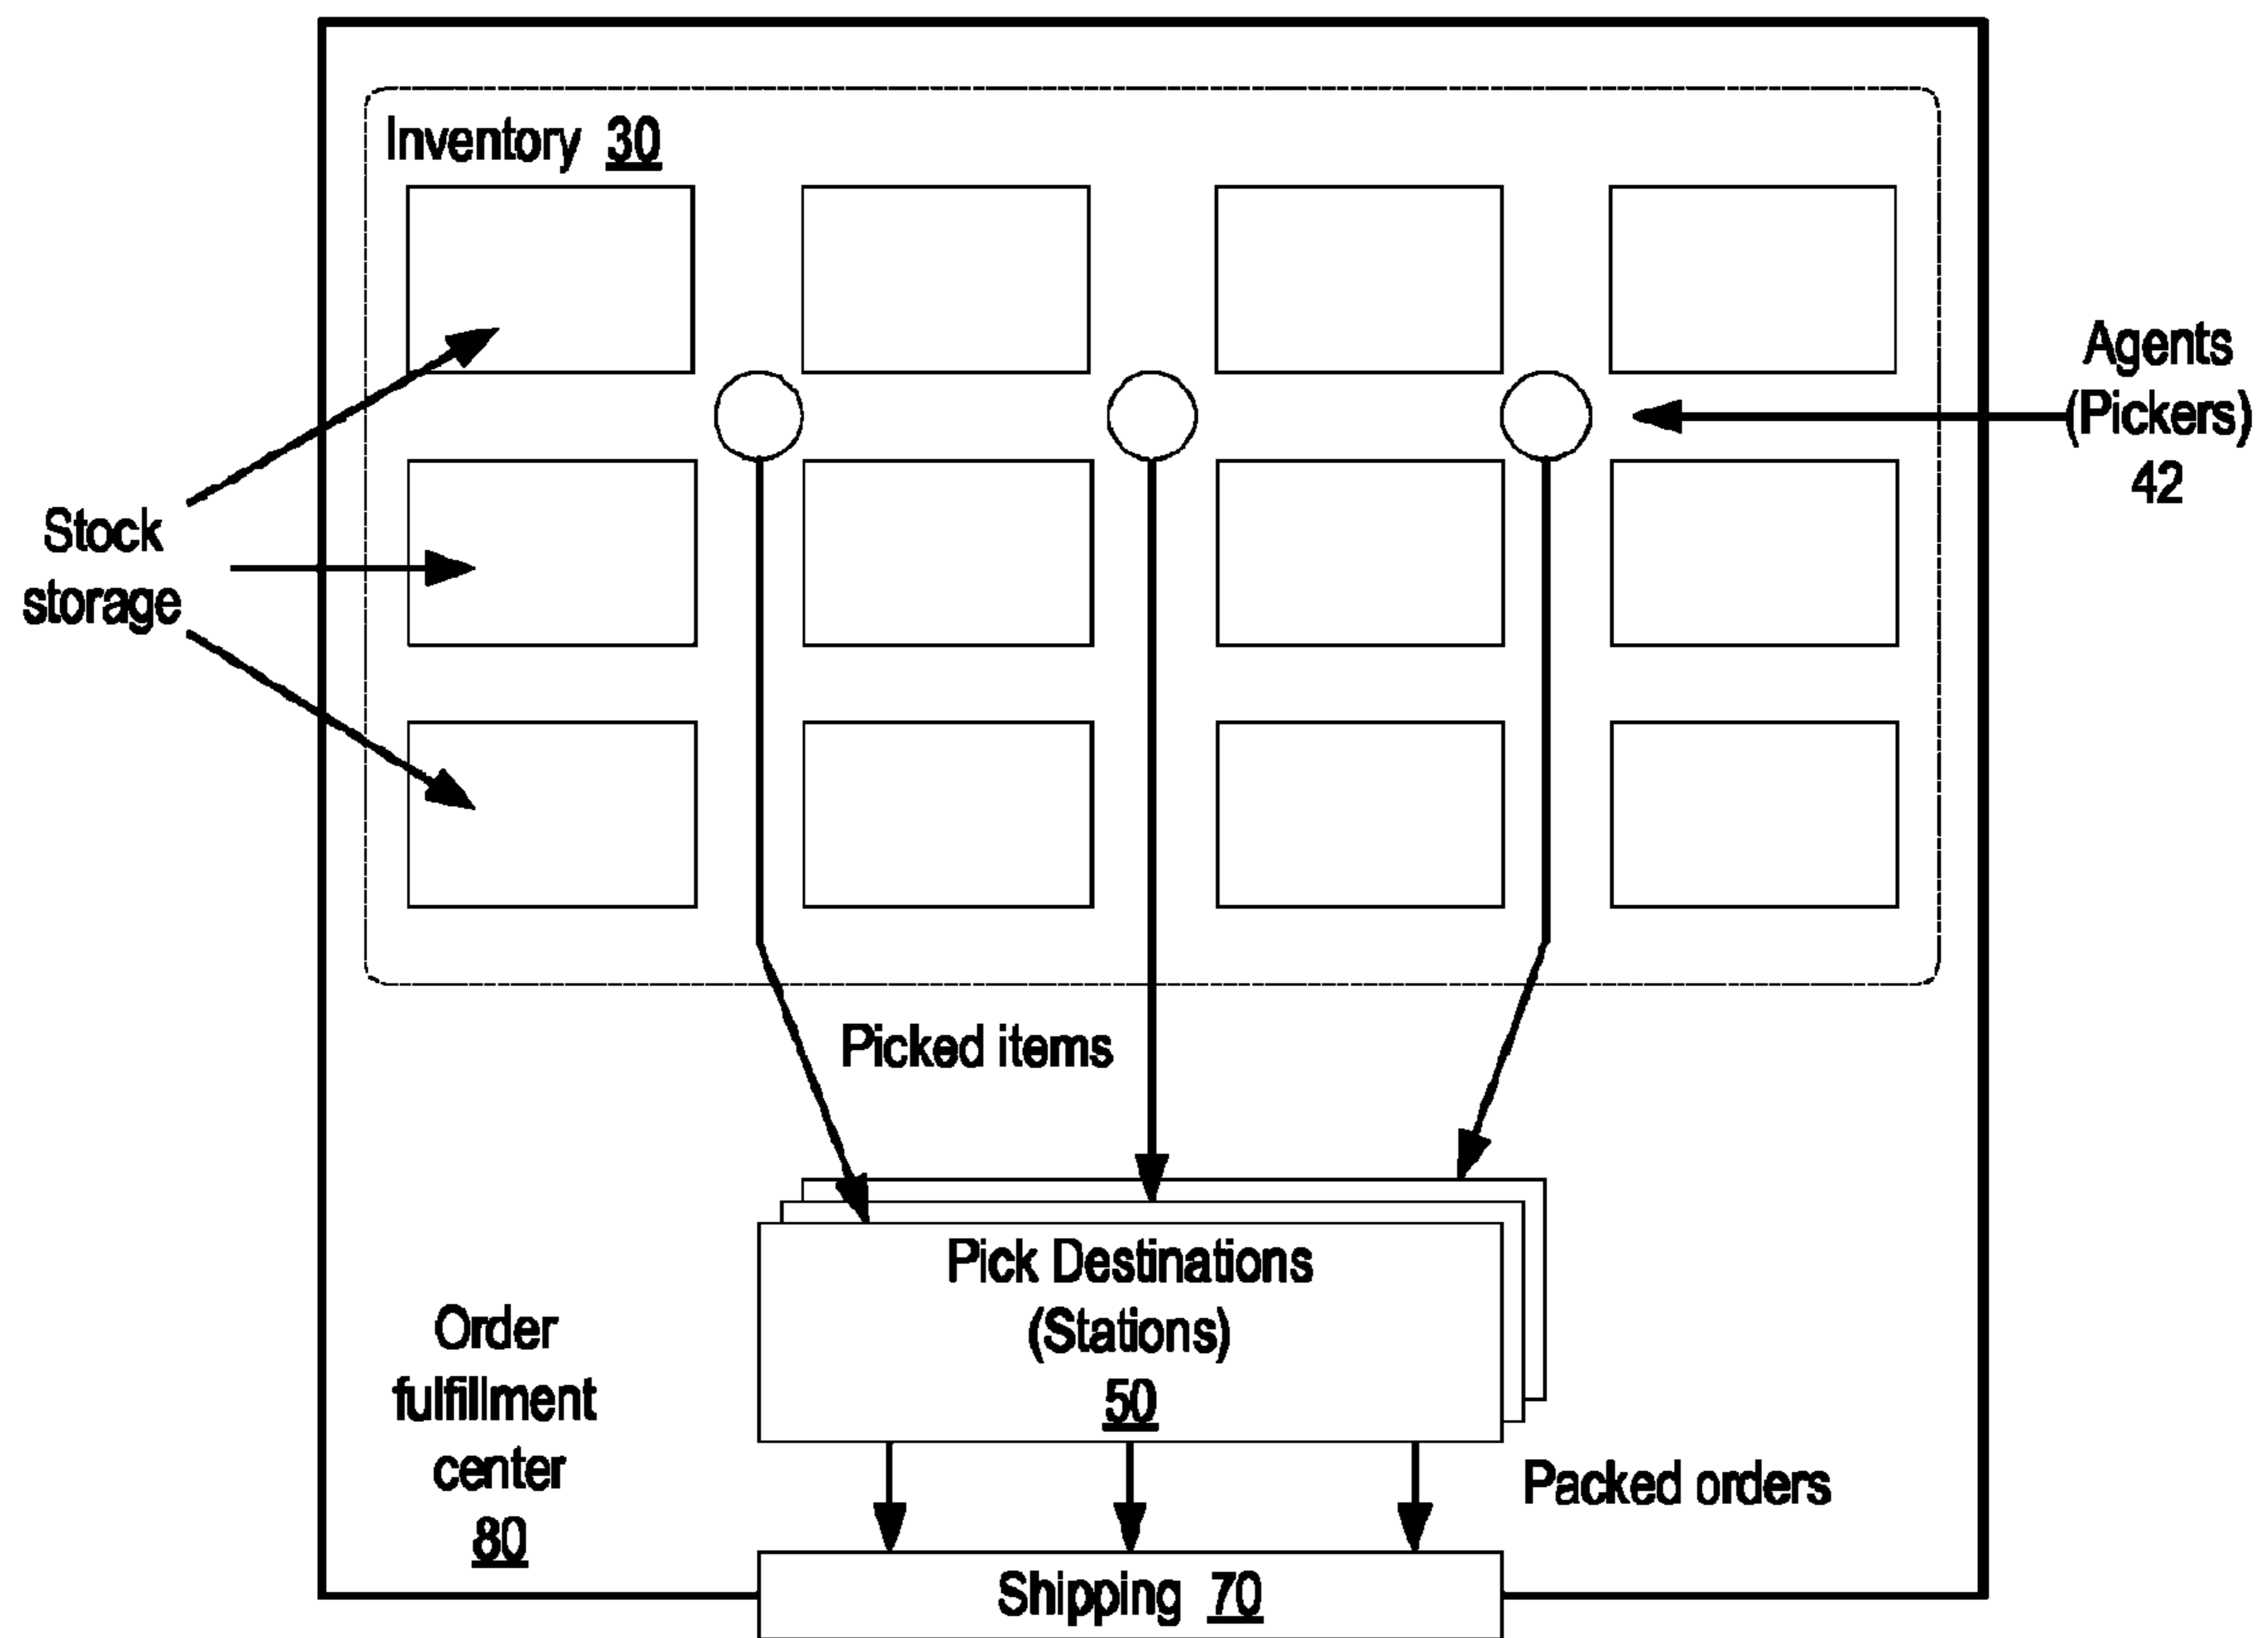 Inventory 30
Agents
(Pickers)
42
Stock
storage
Picked items
Pick Destinations
(Stations)
50
Order
fulfillment
center
80
Packed orders
Shipping 70